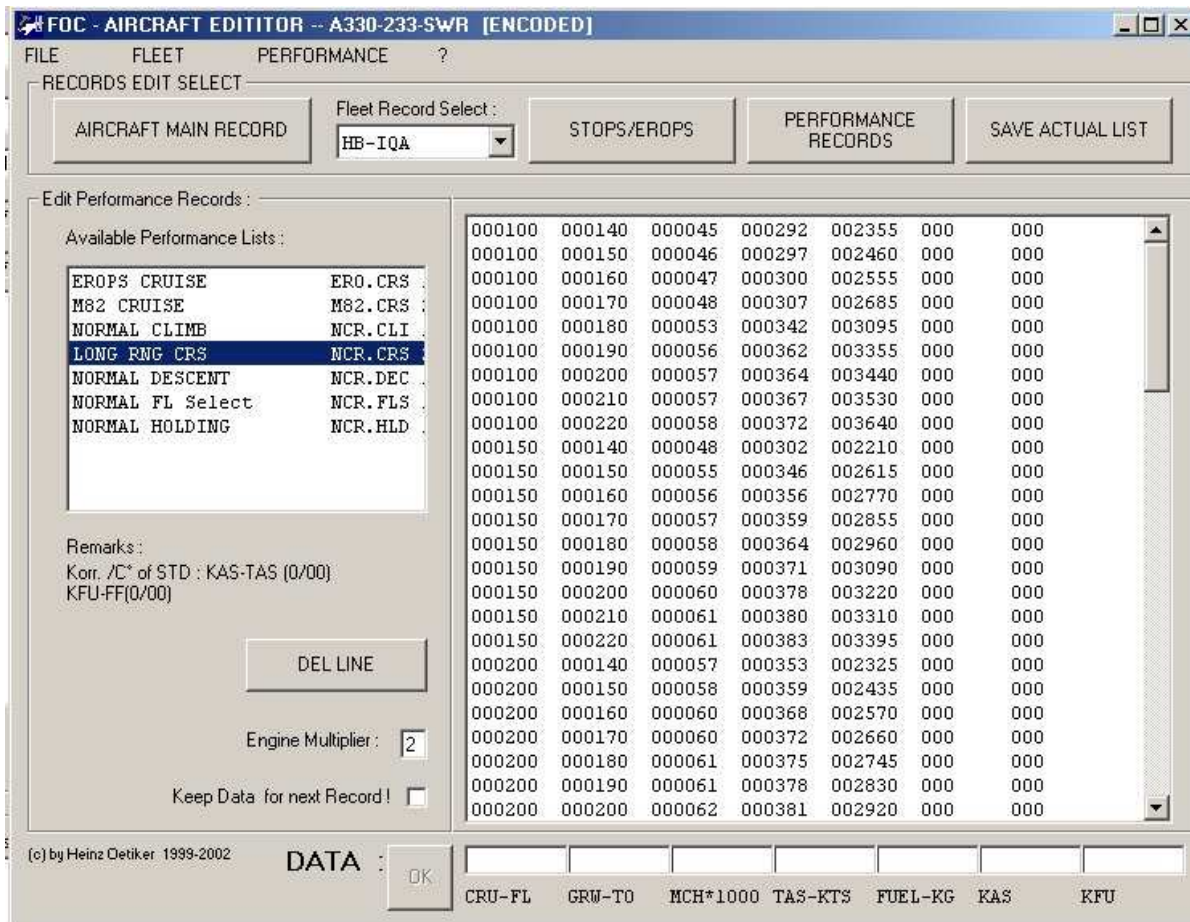 FOC - AIRCRAFT EDITITOR -- A330-233-SWR [ENCODED]
FILE FLEET PERFORMANCE ?
RECORDS EDIT SELECT
AIRCRAFT MAIN RECORD
Fleet Record Select :
HB-IQA
STOPS/EROPS
PERFORMANCE RECORDS
SAVE ACTUAL LIST
Edit Performance Records :
Available Performance Lists :
EROPS CRUISE ERO.CRS
M82 CRUISE M82.CRS
NORMAL CLIMB NCR.CLI
LONG RNG CRS NCR.CRS
NORMAL DESCENT NCR.DEC
NORMAL FL Select NCR.FLS
NORMAL HOLDING NCR.HLD
Remarks :
Korr. /C° of STD : KAS-TAS (0/00)
KFU-FF(0/00)
DEL LINE
Engine Multiplier : 2
Keep Data for next Record !
000100 000140 000045 000292 002355 000 000
000100 000150 000046 000297 002460 000 000
000100 000160 000047 000300 002555 000 000
000100 000170 000048 000307 002685 000 000
000100 000180 000053 000342 003095 000 000
000100 000190 000056 000362 003355 000 000
000100 000200 000057 000364 003440 000 000
000100 000210 000057 000367 003530 000 000
000100 000220 000058 000372 003640 000 000
000150 000140 000048 000302 002210 000 000
000150 000150 000055 000346 002615 000 000
000150 000160 000056 000356 002770 000 000
000150 000170 000057 000359 002855 000 000
000150 000180 000058 000364 002960 000 000
000150 000190 000059 000371 003090 000 000
000150 000200 000060 000378 003220 000 000
000150 000210 000061 000380 003310 000 000
000150 000220 000061 000383 003395 000 000
000200 000140 000057 000353 002325 000 000
000200 000150 000058 000359 002435 000 000
000200 000160 000060 000368 002570 000 000
000200 000170 000060 000372 002660 000 000
000200 000180 000061 000375 002745 000 000
000200 000190 000061 000378 002830 000 000
000200 000200 000062 000381 002920 000 000
(c) by Heinz Oetiker 1999-2002
DATA :
OK
CRU-FL GRW-TO MCH*1000 TAS-KTS FUEL-KG KAS KFU